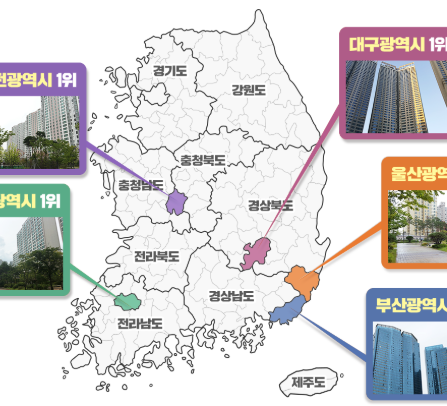 대구광역시 1위
전광역시 1위
경기도
강원도
충청북도
충청남도
울산광역
경상북도
광역시 1위
전라북도
경상남도
부산광역시
전라남도
제주도